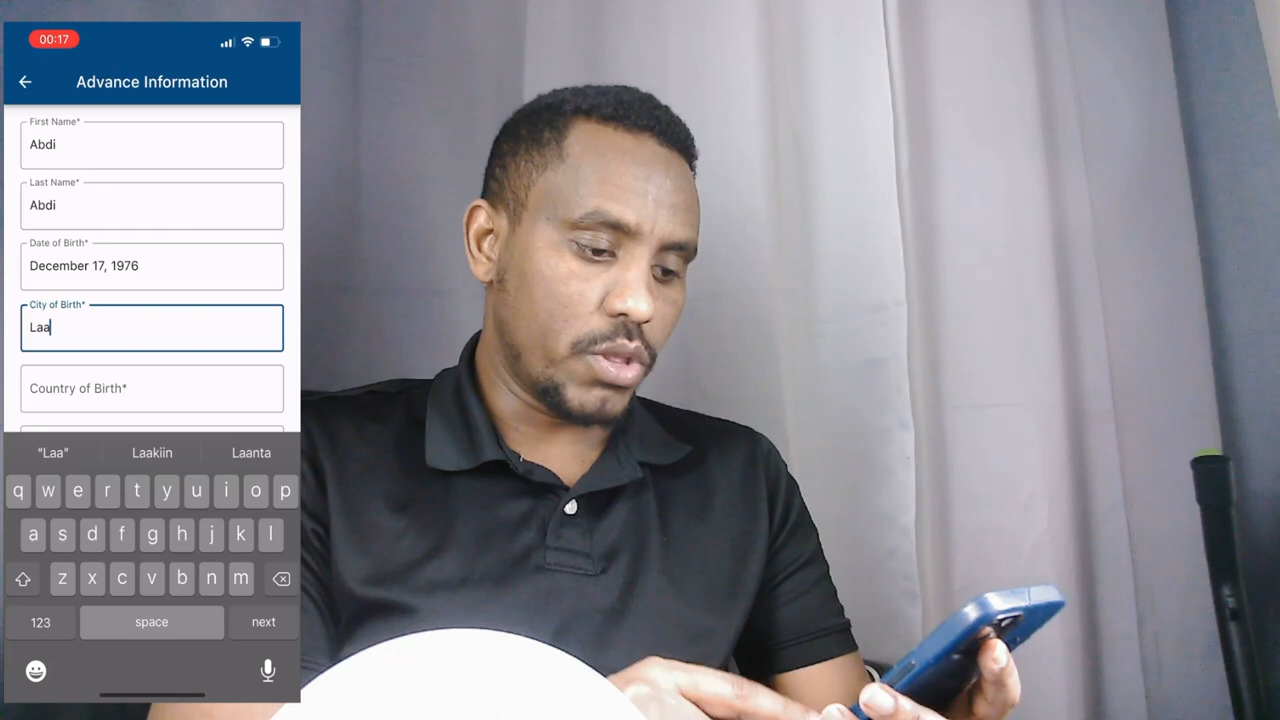 00:17
Advance Information
First Name*
Abdi
Last Name*
Abdi
Date of Birth*
December 17, 1976
City of Birth*
Laa
Country of Birth*
“Laa” Laakiin Laanta
q w e r t y u i o p
a s d f g h j k l
z x c v b n m
123 space next